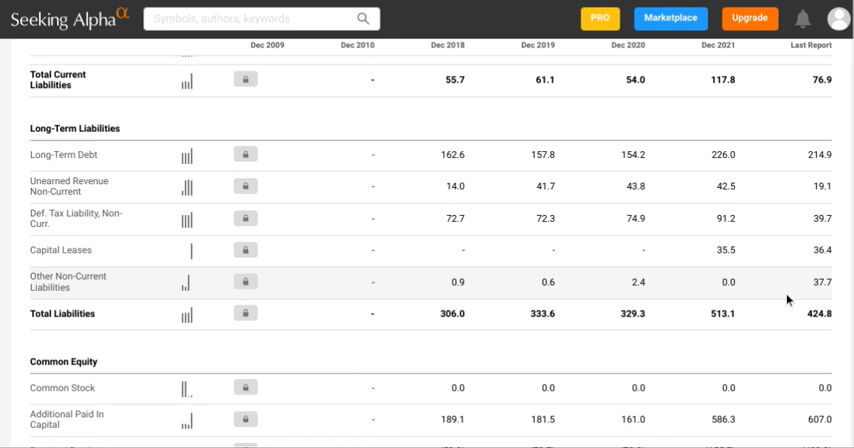 Seeking Alpha α Symbols, authors, keywords PRO Marketplace Upgrade
Dec 2009 Dec 2010 Dec 2018 Dec 2019 Dec 2020 Dec 2021 Last Report
Total Current
Liabilities - 55.7 61.1 54.0 117.8 76.9
Long-Term Liabilities
Long-Term Debt - 162.6 157.8 154.2 226.0 214.9
Unearned Revenue
Non-Current - 14.0 41.7 43.8 42.5 19.1
Def. Tax Liability, Non-
Curr. - 72.7 72.3 74.9 91.2 39.7
Capital Leases - - - - 35.5 36.4
Other Non-Current
Liabilities - 0.9 0.6 2.4 0.0 37.7
Total Liabilities - 306.0 333.6 329.3 513.1 424.8
Common Equity
Common Stock - 0.0 0.0 0.0 0.0 0.0
Additional Paid In
Capital - 189.1 181.5 161.0 586.3 607.0